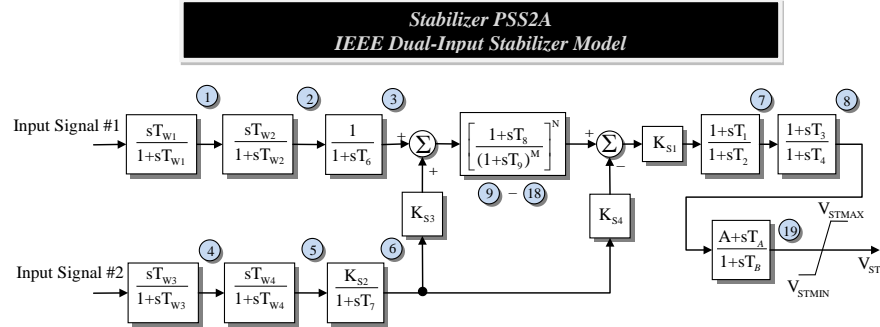 Stabilizer PSS2A
IEEE Dual-Input Stabilizer Model
1 2 3 7 8
Input Signal #1
sT_W1 / 1+sT_W1
sT_W2 / 1+sT_W2
1 / 1+sT_6
+ Σ +
[ 1+sT_8 / (1+sT_9)^M ]^N
+ Σ −
K_S1
1+sT_1 / 1+sT_2
1+sT_3 / 1+sT_4
9 – 18
K_S3
K_S4
4 5 6 19
Input Signal #2
sT_W3 / 1+sT_W3
sT_W4 / 1+sT_W4
K_S2 / 1+sT_7
A+sT_A / 1+sT_B
V_STMAX
V_STMIN
V_ST